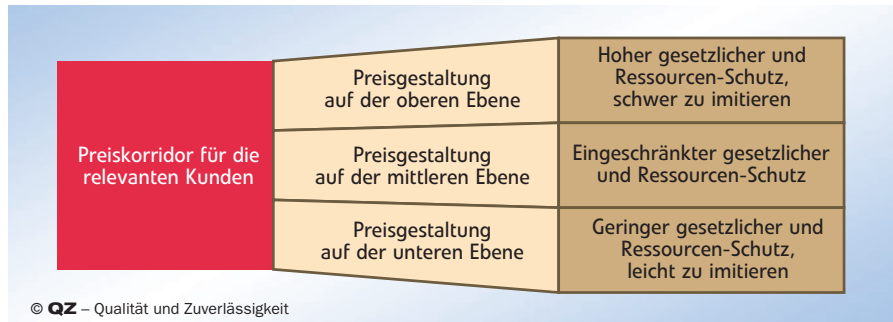 Preiskorridor für die
relevanten Kunden
Preisgestaltung
auf der oberen Ebene
Hoher gesetzlicher und
Ressourcen-Schutz,
schwer zu imitieren
Preisgestaltung
auf der mittleren Ebene
Eingeschränkter gesetzlicher
und Ressourcen-Schutz
Preisgestaltung
auf der unteren Ebene
Geringer gesetzlicher und
Ressourcen-Schutz,
leicht zu imitieren
© QZ – Qualität und Zuverlässigkeit